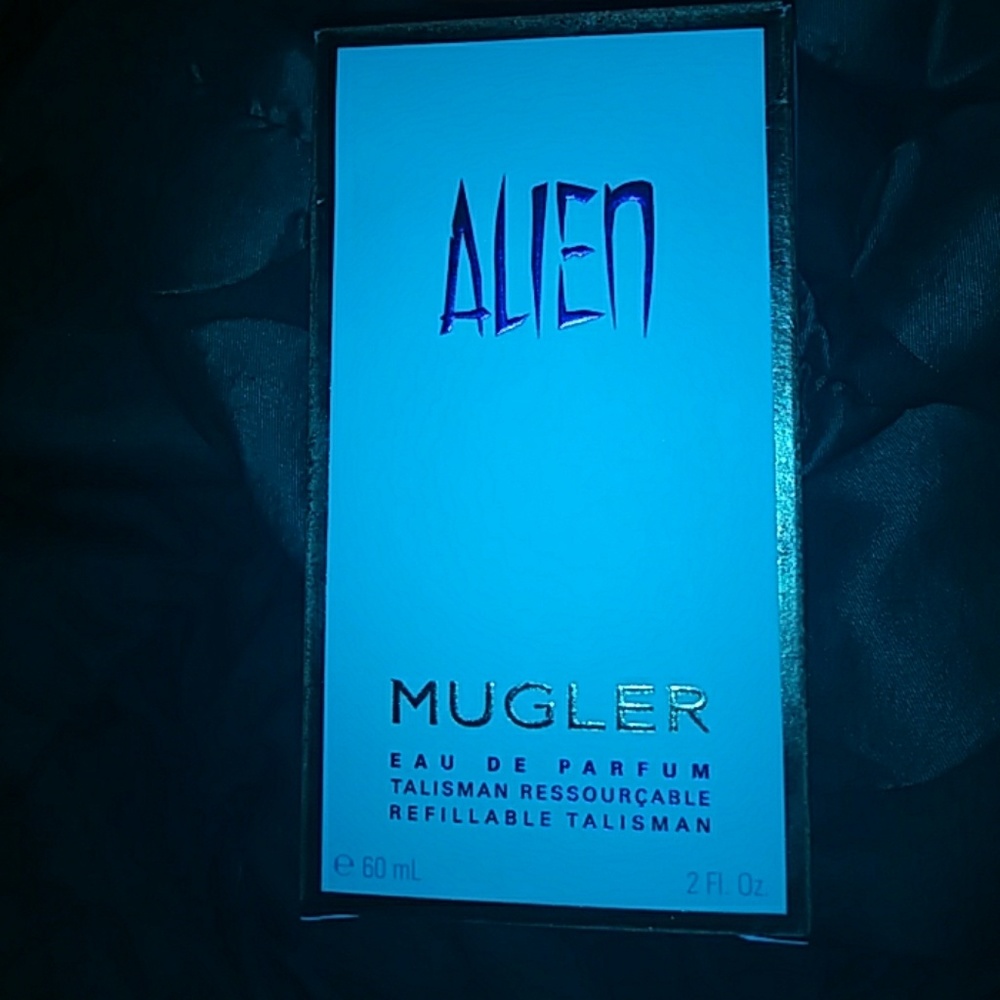 ALIEN
MUGLER
EAU DE PARFUM
TALISMAN RESSOURÇABLE
REFILLABLE TALISMAN
℮ 60 mL 2 Fl. Oz.